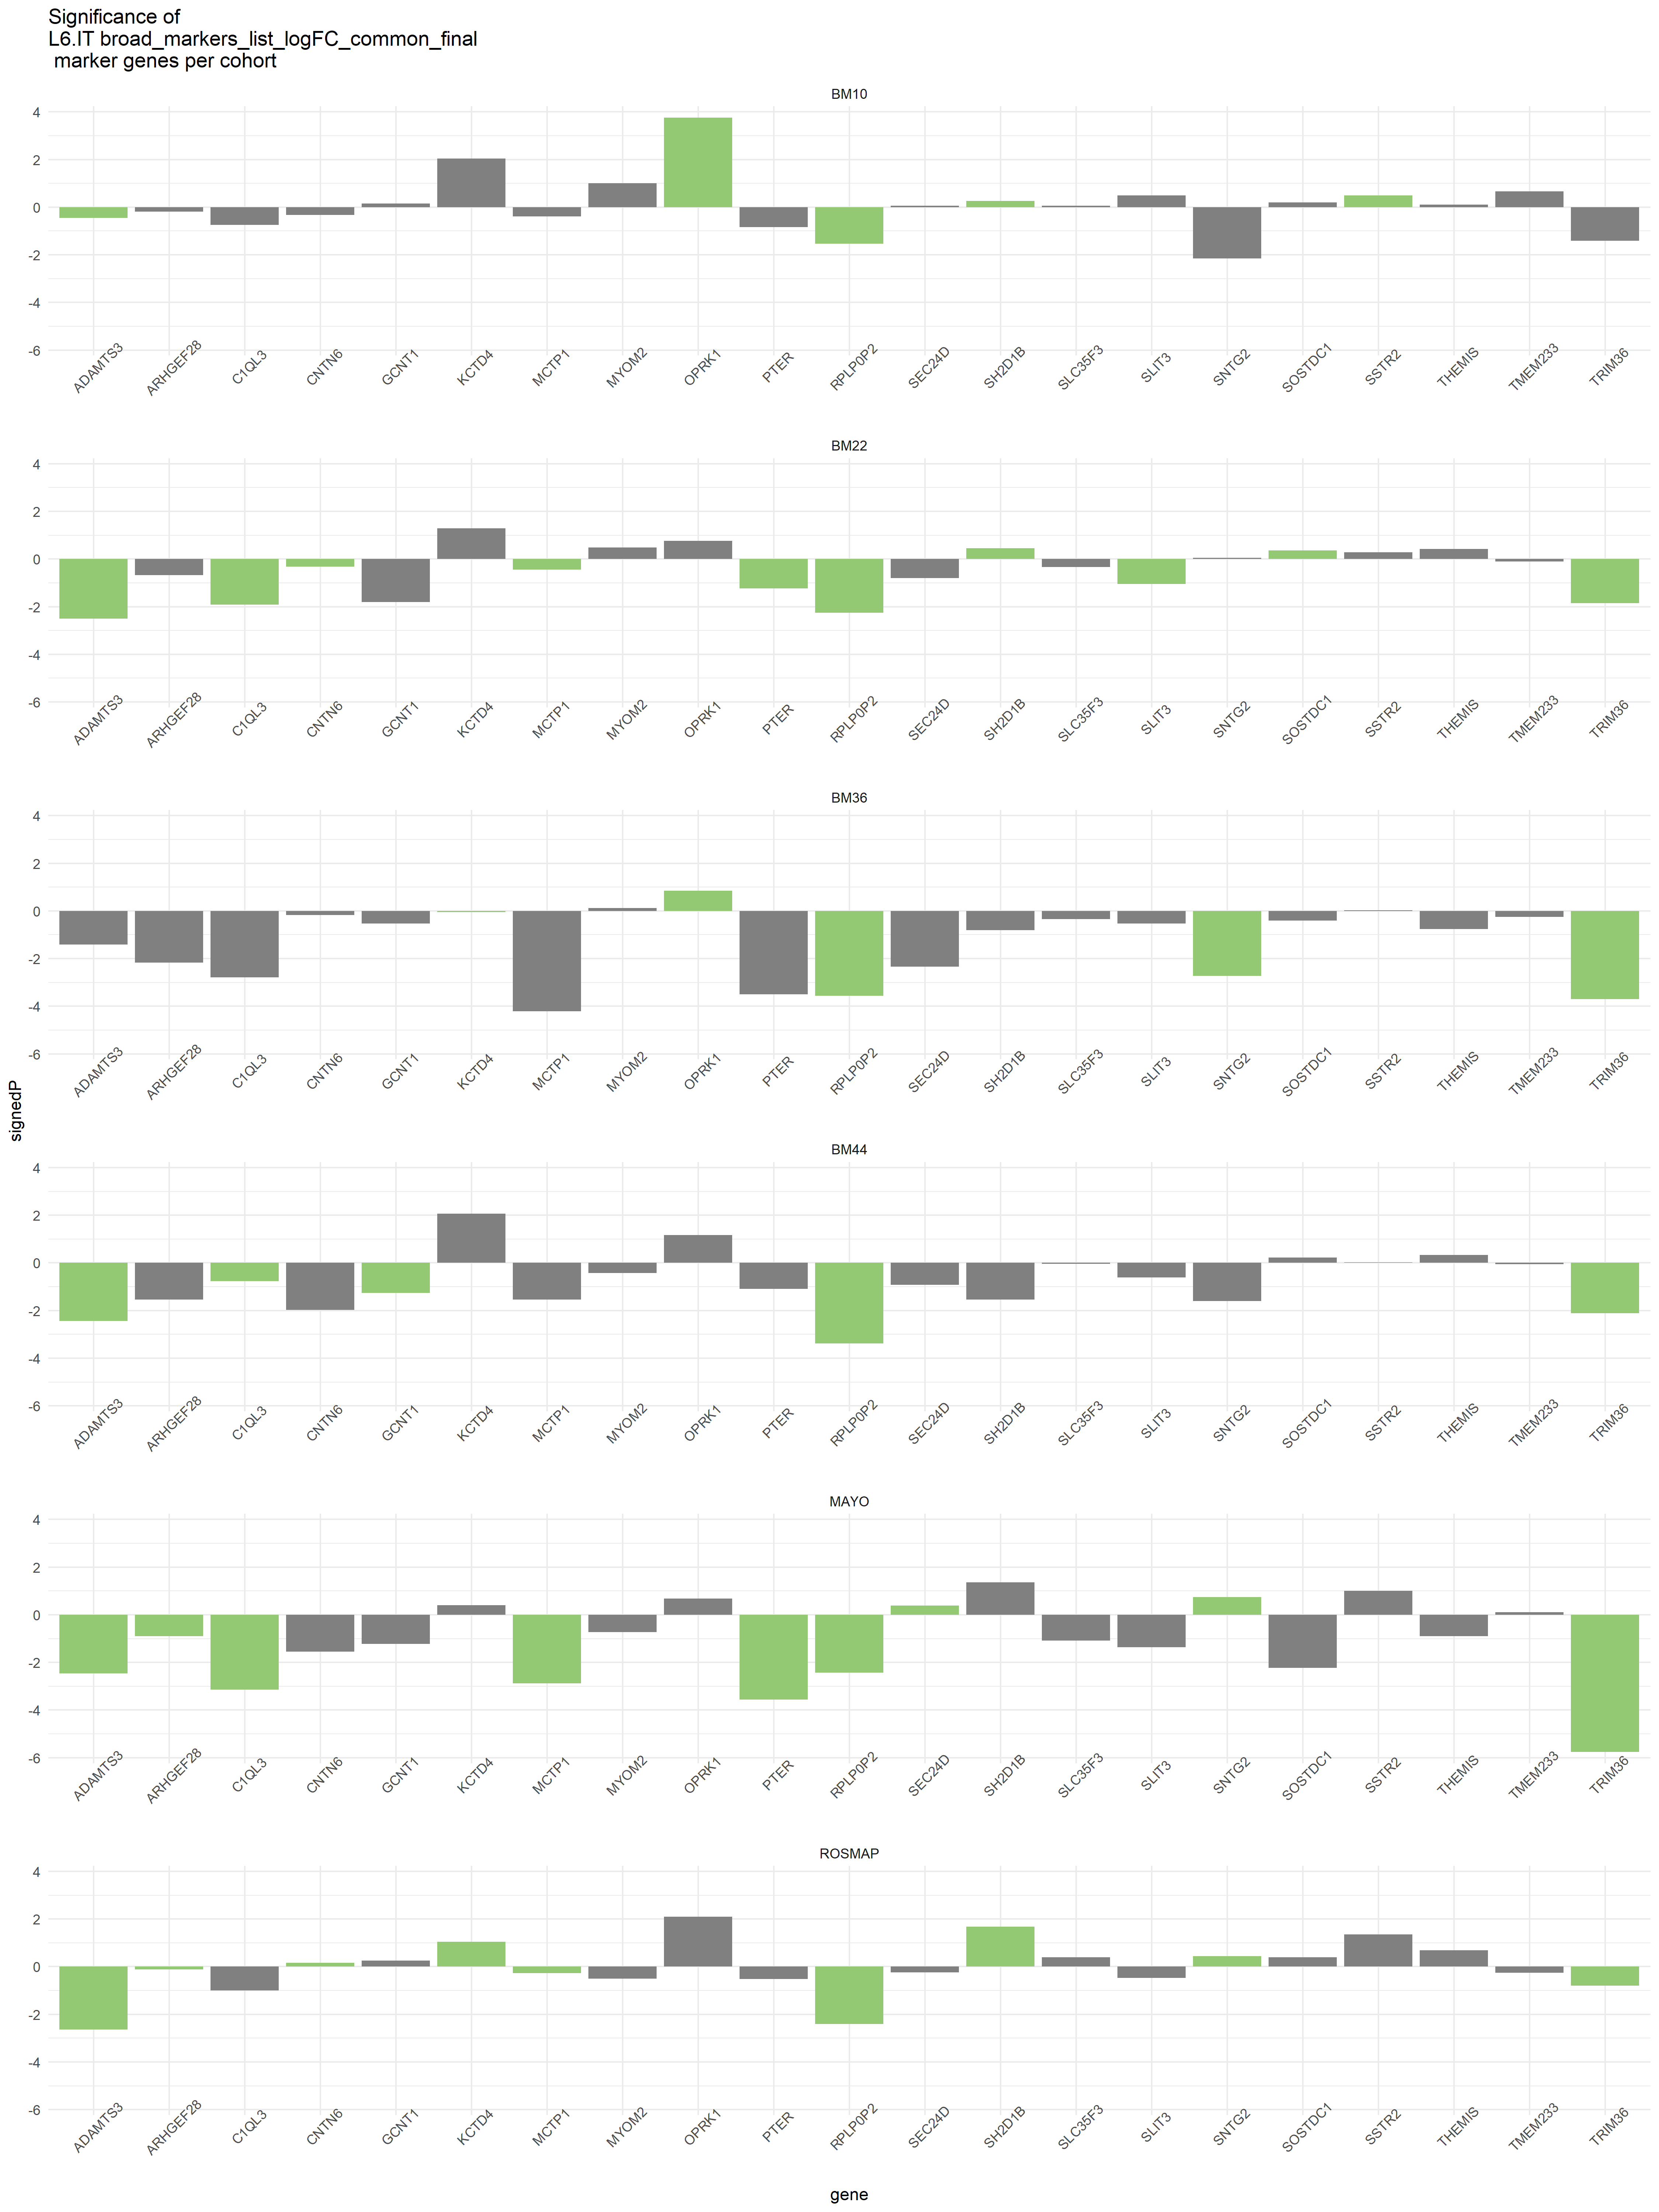 Significance of
L6.IT broad_markers_list_logFC_common_final
marker genes per cohort
signedP
BM10
4
2
0
-2
-4
-6
ADAMTS3 ARHGEF28 C1QL3 CNTN6 GCNT1 KCTD4 MCTP1 MYOM2 OPRK1 PTER RPLP0P2 SEC24D SH2D1B SLC35F3 SLIT3 SNTG2 SOSTDC1 SSTR2 THEMIS TMEM233 TRIM36
BM22
4
2
0
-2
-4
-6
ADAMTS3 ARHGEF28 C1QL3 CNTN6 GCNT1 KCTD4 MCTP1 MYOM2 OPRK1 PTER RPLP0P2 SEC24D SH2D1B SLC35F3 SLIT3 SNTG2 SOSTDC1 SSTR2 THEMIS TMEM233 TRIM36
BM36
4
2
0
-2
-4
-6
ADAMTS3 ARHGEF28 C1QL3 CNTN6 GCNT1 KCTD4 MCTP1 MYOM2 OPRK1 PTER RPLP0P2 SEC24D SH2D1B SLC35F3 SLIT3 SNTG2 SOSTDC1 SSTR2 THEMIS TMEM233 TRIM36
BM44
4
2
0
-2
-4
-6
ADAMTS3 ARHGEF28 C1QL3 CNTN6 GCNT1 KCTD4 MCTP1 MYOM2 OPRK1 PTER RPLP0P2 SEC24D SH2D1B SLC35F3 SLIT3 SNTG2 SOSTDC1 SSTR2 THEMIS TMEM233 TRIM36
MAYO
4
2
0
-2
-4
-6
ADAMTS3 ARHGEF28 C1QL3 CNTN6 GCNT1 KCTD4 MCTP1 MYOM2 OPRK1 PTER RPLP0P2 SEC24D SH2D1B SLC35F3 SLIT3 SNTG2 SOSTDC1 SSTR2 THEMIS TMEM233 TRIM36
ROSMAP
4
2
0
-2
-4
-6
ADAMTS3 ARHGEF28 C1QL3 CNTN6 GCNT1 KCTD4 MCTP1 MYOM2 OPRK1 PTER RPLP0P2 SEC24D SH2D1B SLC35F3 SLIT3 SNTG2 SOSTDC1 SSTR2 THEMIS TMEM233 TRIM36
gene